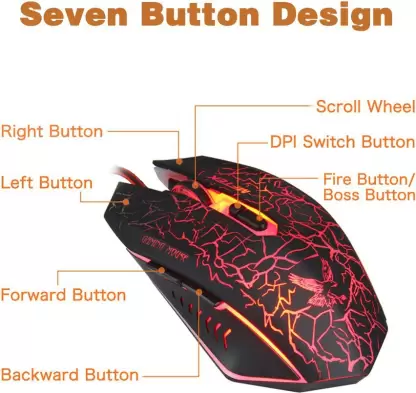 Seven Button Design
Scroll Wheel
Right Button
DPI Switch Button
Left Button
Fire Button/
Boss Button
Forward Button
Backward Button